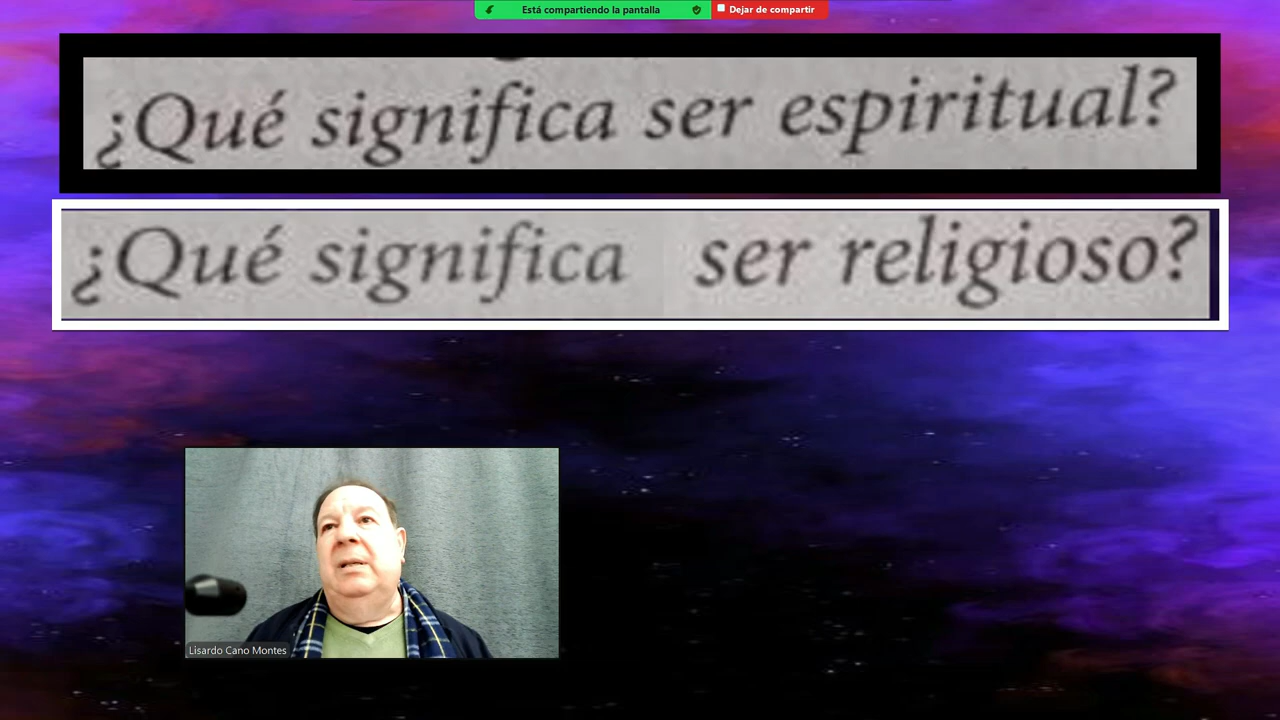 Está compartiendo la pantalla
Dejar de compartir
¿Qué significa ser espiritual?
¿Qué significa ser religioso?
Lisardo Cano Montes